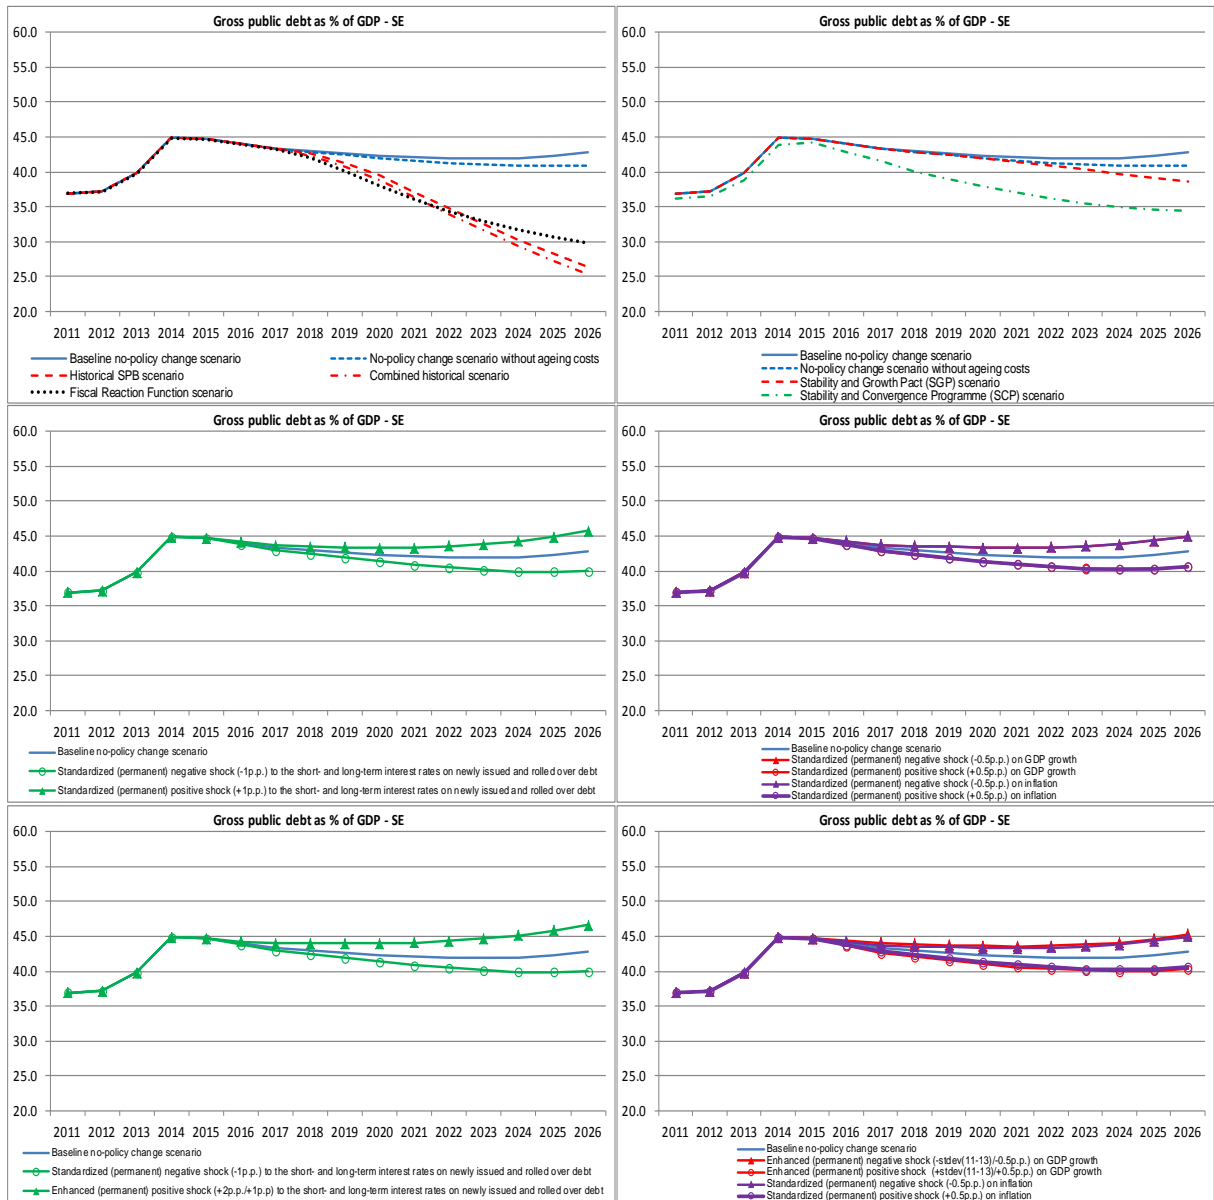 Gross public debt as % of GDP - SE
60.0
55.0
50.0
45.0
40.0
35.0
30.0
25.0
20.0
2011 2012 2013 2014 2015 2016 2017 2018 2019 2020 2021 2022 2023 2024 2025 2026
Baseline no-policy change scenario
No-policy change scenario without ageing costs
Historical SPB scenario
Combined historical scenario
Fiscal Reaction Function scenario
Gross public debt as % of GDP - SE
60.0
55.0
50.0
45.0
40.0
35.0
30.0
25.0
20.0
2011 2012 2013 2014 2015 2016 2017 2018 2019 2020 2021 2022 2023 2024 2025 2026
Baseline no-policy change scenario
No-policy change scenario without ageing costs
Stability and Growth Pact (SGP) scenario
Stability and Convergence Programme (SCP) scenario
Gross public debt as % of GDP - SE
60.0
55.0
50.0
45.0
40.0
35.0
30.0
25.0
20.0
2011 2012 2013 2014 2015 2016 2017 2018 2019 2020 2021 2022 2023 2024 2025 2026
Baseline no-policy change scenario
Standardized (permanent) negative shock (-1p.p.) to the short- and long-term interest rates on newly issued and rolled over debt
Standardized (permanent) positive shock (+1p.p.) to the short- and long-term interest rates on newly issued and rolled over debt
Gross public debt as % of GDP - SE
60.0
55.0
50.0
45.0
40.0
35.0
30.0
25.0
20.0
2011 2012 2013 2014 2015 2016 2017 2018 2019 2020 2021 2022 2023 2024 2025 2026
Baseline no-policy change scenario
Standardized (permanent) negative shock (-0.5p.p.) on GDP growth
Standardized (permanent) positive shock (+0.5p.p.) on GDP growth
Standardized (permanent) negative shock (-0.5p.p.) on inflation
Standardized (permanent) positive shock (+0.5p.p.) on inflation
Gross public debt as % of GDP - SE
60.0
55.0
50.0
45.0
40.0
35.0
30.0
25.0
20.0
2011 2012 2013 2014 2015 2016 2017 2018 2019 2020 2021 2022 2023 2024 2025 2026
Baseline no-policy change scenario
Standardized (permanent) negative shock (-1p.p.) to the short- and long-term interest rates on newly issued and rolled over debt
Enhanced (permanent) positive shock (+2p.p./+1p.p) to the short- and long-term interest rates on newly issued and rolled over debt
Gross public debt as % of GDP - SE
60.0
55.0
50.0
45.0
40.0
35.0
30.0
25.0
20.0
2011 2012 2013 2014 2015 2016 2017 2018 2019 2020 2021 2022 2023 2024 2025 2026
Baseline no-policy change scenario
Enhanced (permanent) negative shock (-stdev(11-13)/-0.5p.p.) on GDP growth
Enhanced (permanent) positive shock (+stdev(11-13)/+0.5p.p.) on GDP growth
Standardized (permanent) negative shock (-0.5p.p.) on inflation
Standardized (permanent) positive shock (+0.5p.p.) on inflation